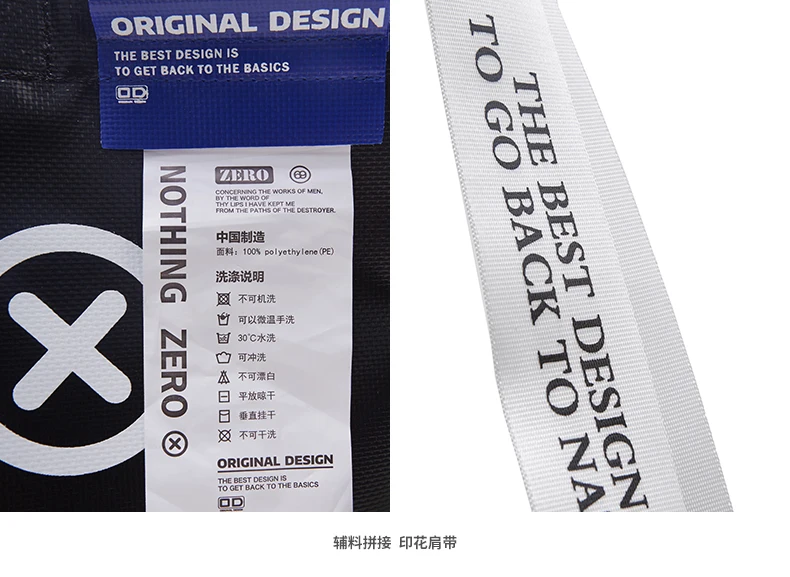 ORIGINAL DESIGN
THE BEST DESIGN IS
TO GET BACK TO THE BASICS
OD
NOTHING ZERO
ZERO
CONCERNING THE WORKS OF MEN,
BY THE WORD OF
THY LIPS I HAVE KEPT ME
FROM THE PATHS OF THE DESTROYER.
中国制造
面料：100% polyethylene(PE)
洗涤说明
不可机洗
可以微温手洗
30℃水洗
可冲洗
不可漂白
平放晾干
垂直挂干
不可干洗
ORIGINAL DESIGN
THE BEST DESIGN IS
TO GET BACK TO THE BASICS
OD
THE BEST DESIGN
TO GO BACK TO NA
辅料拼接 印花肩带